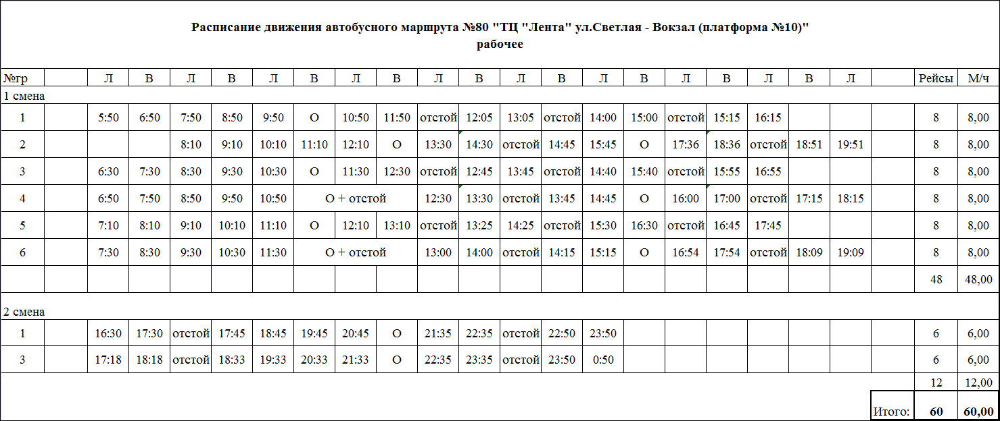 Расписание движения автобусного маршрута №80 "ТЦ "Лента" ул.Светлая - Вокзал (платформа №10)"
рабочее
№гр Л В Л В Л В Л В Л В Л В Л Л В Л В Л Рейсы М/ч
1 смена
1 5:50 6:50 7:50 8:50 9:50 О 10:50 11:50 отстой 12:05 13:05 отстой 14:00 15:00 отстой 15:15 16:15 8 8,00
2 8:10 9:10 10:10 11:10 12:10 О 13:30 14:30 отстой 14:45 15:45 О 17:36 18:36 отстой 18:51 19:51 8 8,00
3 6:30 7:30 8:30 9:30 10:30 О 11:30 12:30 отстой 12:45 13:45 отстой 14:40 15:40 отстой 15:55 16:55 8 8,00
4 6:50 7:50 8:50 9:50 10:50 О + отстой 12:30 13:30 отстой 13:45 14:45 О 16:00 17:00 отстой 17:15 18:15 8 8,00
5 7:10 8:10 9:10 10:10 11:10 О 12:10 13:10 отстой 13:25 14:25 отстой 15:30 16:30 отстой 16:45 17:45 8 8,00
6 7:30 8:30 9:30 10:30 11:30 О + отстой 13:00 14:00 отстой 14:15 15:15 О 16:54 17:54 отстой 18:09 19:09 8 8,00
48 48,00
2 смена
1 16:30 17:30 отстой 17:45 18:45 19:45 20:45 О 21:35 22:35 отстой 22:50 23:50 6 6,00
3 17:18 18:18 отстой 18:33 19:33 20:33 21:33 О 22:35 23:35 отстой 23:50 0:50 6 6,00
12 12,00
Итого: 60 60,00